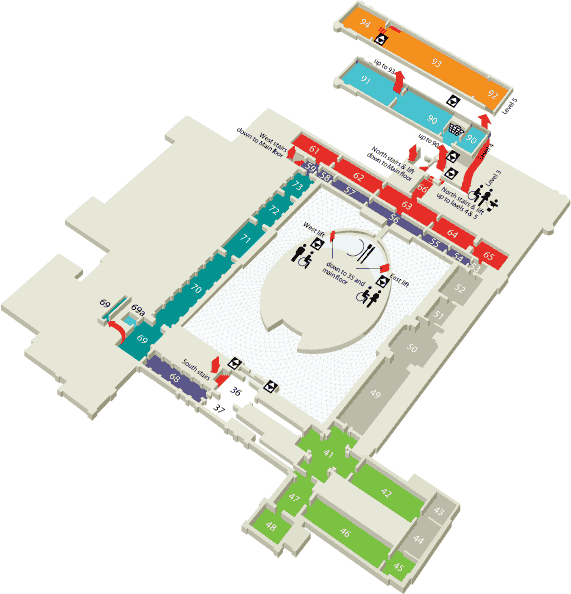 94
93
92
Level 5
up to 93
91
90
90
up to 90
Level 4
West stairs
down to Main floor
61
62
63
64
65
66
North stairs & lift
down to Main floor
Level 3
North stairs & lift
up to levels 4 & 5
59
58
57
56
55
54
53
73
72
71
70
69
69a
69
68
West lift
down to 35 and
main floor
East lift
52
51
50
49
South stairs
36
37
41
42
43
44
45
46
47
48